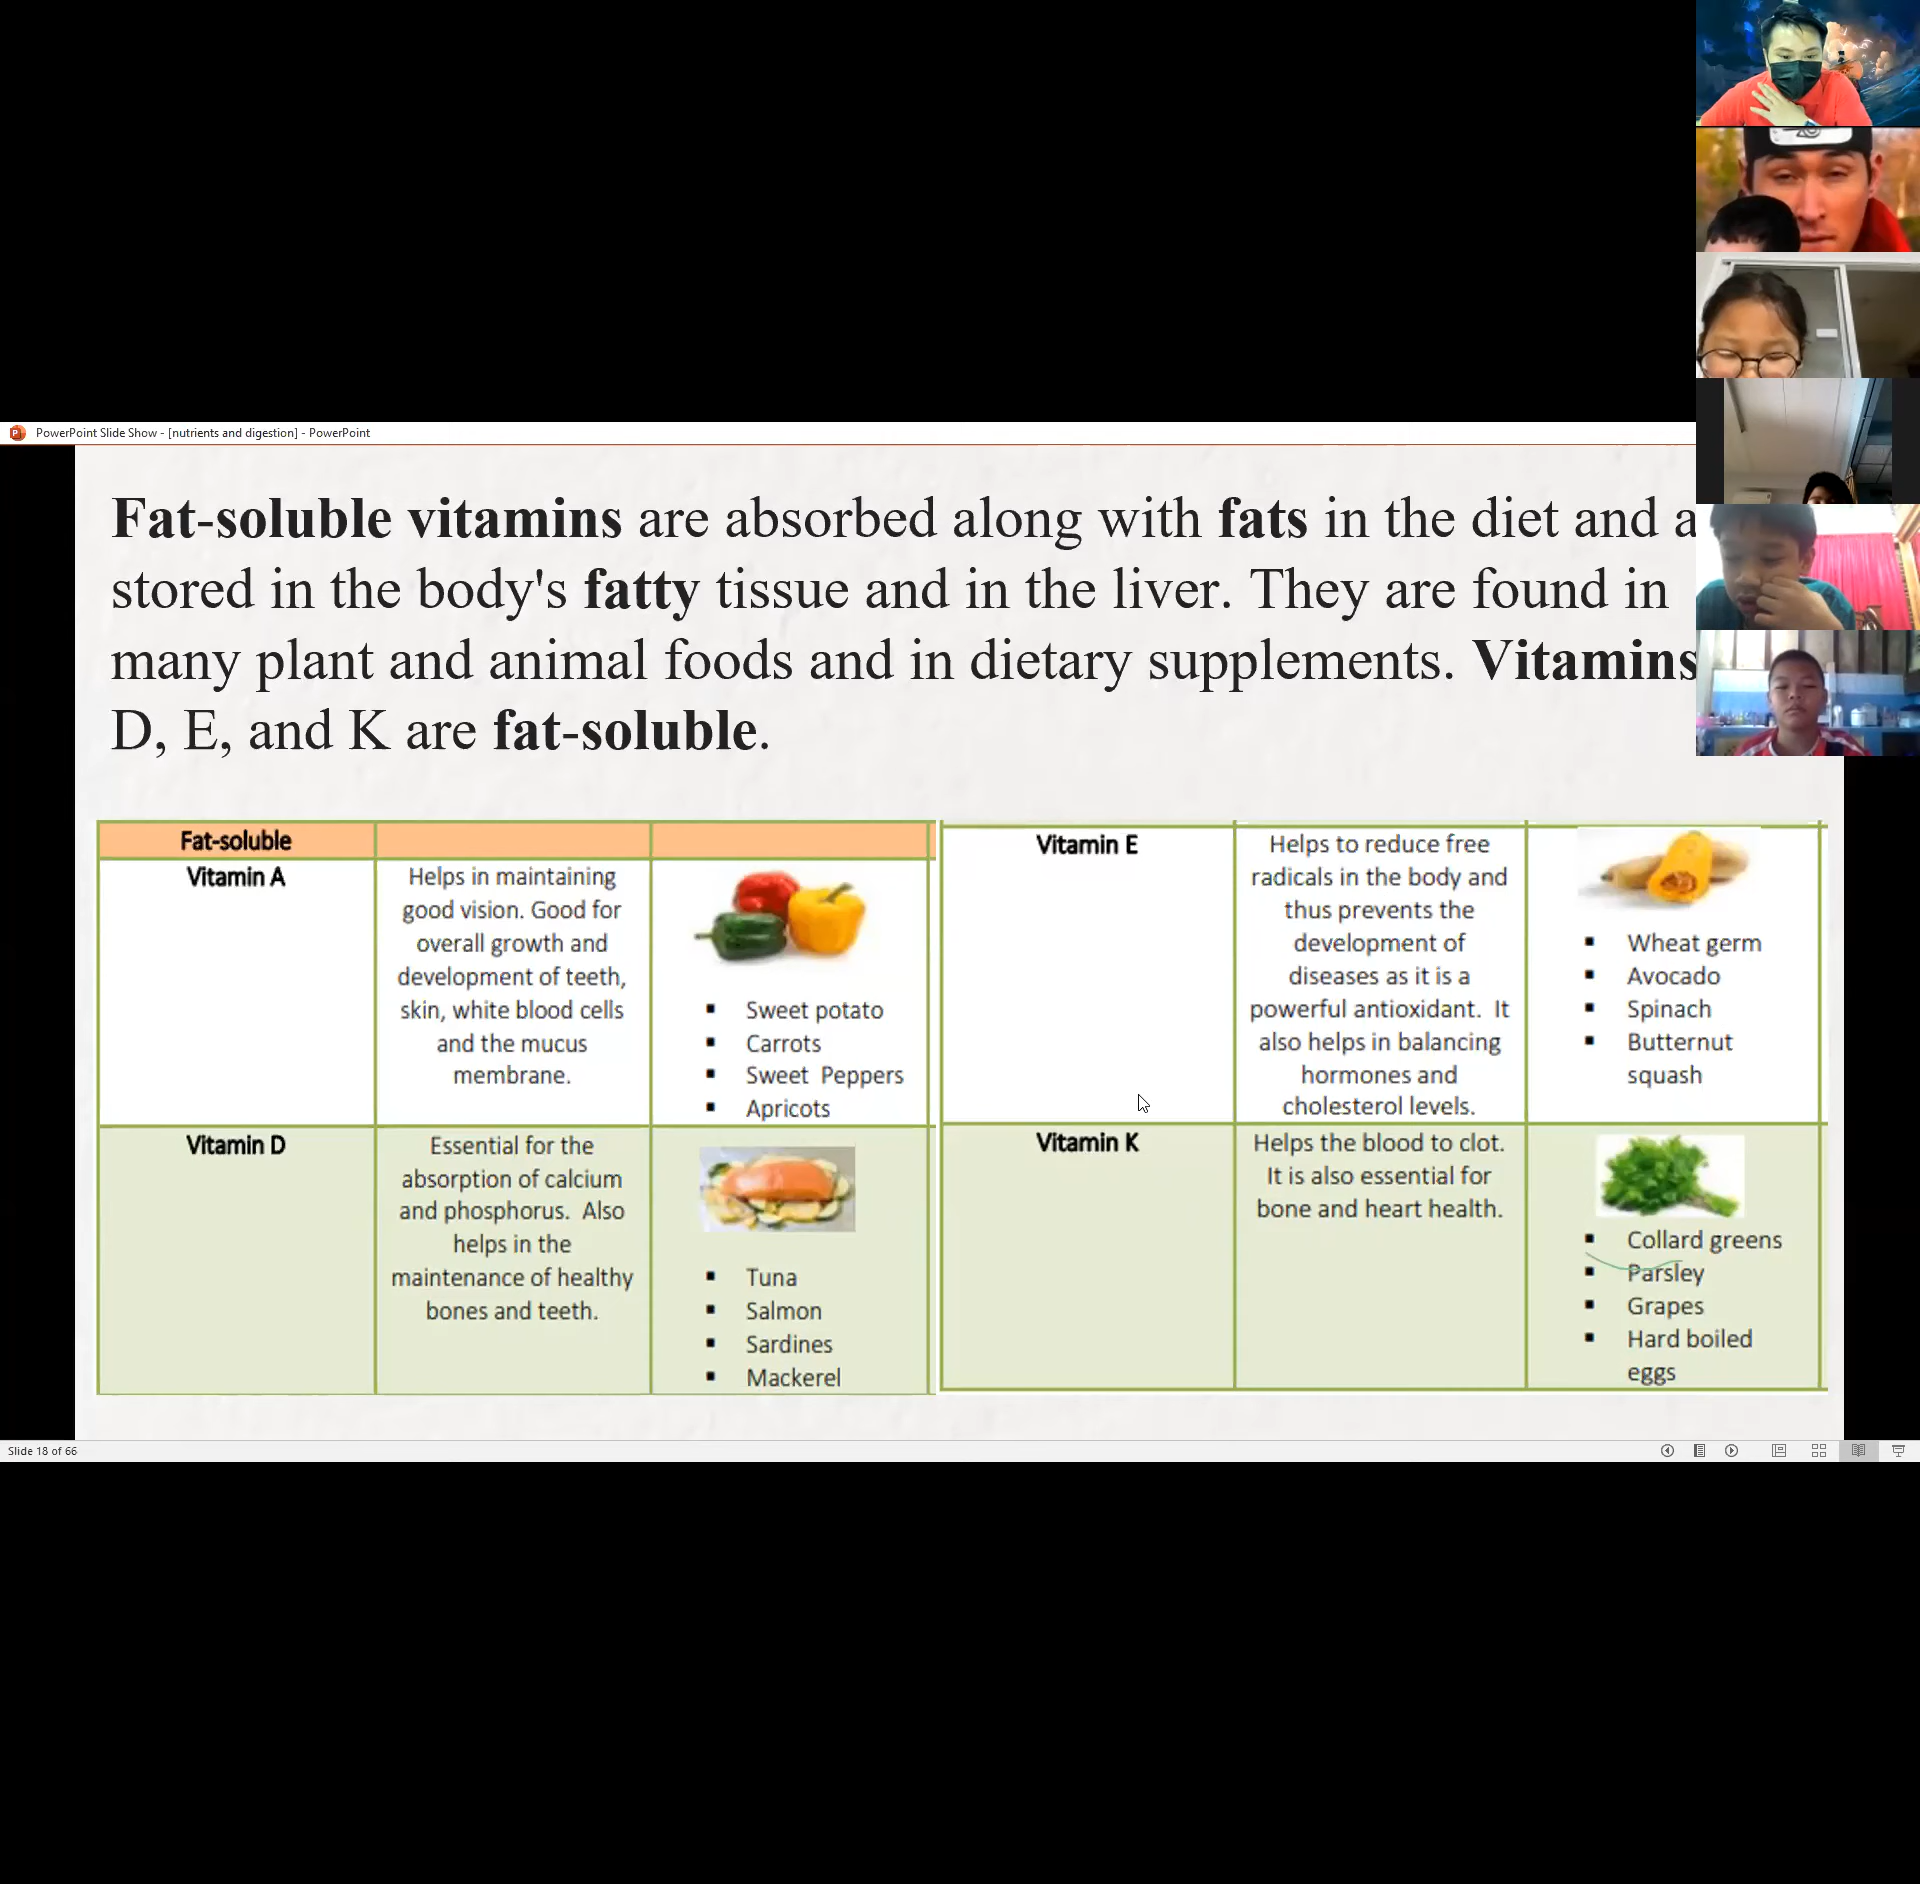 PowerPoint Slide Show - [nutrients and digestion] - PowerPoint
Fat-soluble vitamins are absorbed along with fats in the diet and
stored in the body's fatty tissue and in the liver. They are found in
many plant and animal foods and in dietary supplements. Vitamins
D, E, and K are fat-soluble.
Fat-soluble
Vitamin A
Helps in maintaining
good vision. Good for
overall growth and
development of teeth,
skin, white blood cells
and the mucus
membrane.
▪ Sweet potato
▪ Carrots
▪ Sweet Peppers
▪ Apricots
Vitamin D
Essential for the
absorption of calcium
and phosphorus. Also
helps in the
maintenance of healthy
bones and teeth.
▪ Tuna
▪ Salmon
▪ Sardines
▪ Mackerel
Vitamin E
Helps to reduce free
radicals in the body and
thus prevents the
development of
diseases as it is a
powerful antioxidant. It
also helps in balancing
hormones and
cholesterol levels.
▪ Wheat germ
▪ Avocado
▪ Spinach
▪ Butternut
squash
Vitamin K
Helps the blood to clot.
It is also essential for
bone and heart health.
▪ Collard greens
▪ Parsley
▪ Grapes
▪ Hard boiled
eggs
Slide 18 of 66